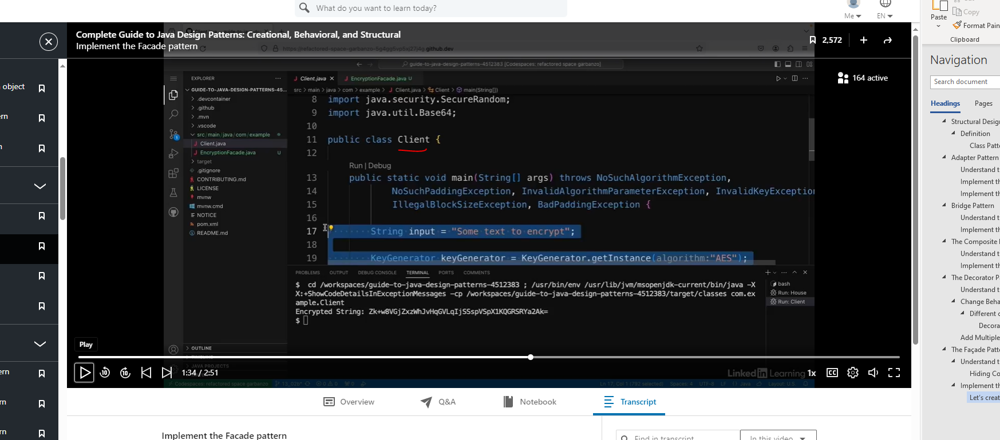 What do you want to learn today?
Me
EN
Paste
Copy
Format Pain
Clipboard
Complete Guide to Java Design Patterns: Creational, Behavioral, and Structural
Implement the Facade pattern
2,572
https://refactored-space-garbanzo-5g4gg5vp5xj27j4g.github.dev
guide-to-java-design-patterns-4512383 [Codespaces: refactored space garbanzo]
164 active
Navigation
Search document
Headings
Pages
object
ern
n
EXPLORER
GUIDE-TO-JAVA-DESIGN-PATTERNS-45...
.devcontainer
.github
.mvn
.vscode
src/main/java/com/example
Client.java
EncryptionFacade.java U
target
.gitignore
CONTRIBUTING.md
LICENSE
mvnw
mvnw.cmd
NOTICE
pom.xml
README.md
OUTLINE
JAVA PROJECTS
Client.java
EncryptionFacade.java U
src > main > java > com > example > Client.java > Client > main(String[])
8 import java.security.SecureRandom;
9 import java.util.Base64;
10
11 public class Client {
12
Run | Debug
13 public static void main(String[] args) throws NoSuchAlgorithmException,
14 NoSuchPaddingException, InvalidAlgorithmParameterException, InvalidKeyException
15 IllegalBlockSizeException, BadPaddingException {
16
17 String input = "Some text to encrypt";
18
19 KeyGenerator keyGenerator = KeyGenerator.getInstance(algorithm:"AES");
PROBLEMS OUTPUT DEBUG CONSOLE TERMINAL PORTS COMMENTS
$ cd /workspaces/guide-to-java-design-patterns-4512383 ; /usr/bin/env /usr/lib/jvm/msopenjdk-current/bin/java -X
X:+ShowCodeDetailsInExceptionMessages -cp /workspaces/guide-to-java-design-patterns-4512383/target/classes com.ex
ample.Client
Encrypted String: Zk+w8VGjZxzWhJvHqGVLqIjSSspVSpX1KQGRSRYa2Ak=
$
bash
Run: House
Run: Client
Play
1:34 / 2:51
Linked in Learning
1x
CC
Codespaces: refactored space garbanzo
Ln 17, Col 1 (792 selected) Spaces: 4 UTF-8 LF Java Layout: U.S
ern
rn
rn
Overview
Q&A
Notebook
Transcript
Implement the Facade pattern
Find in transcript
In this video
Structural Design
Definition
Class Patte
Adapter Pattern
Understand t
Implement th
Implement th
Bridge Pattern
Understand t
Implement th
The Composite
Understand t
Implement th
The Decorator Pa
Understand t
Change Beha
Different o
Decora
Add Multiple
The Façade Patte
Understand t
Hiding Co
Implement th
Let's creat